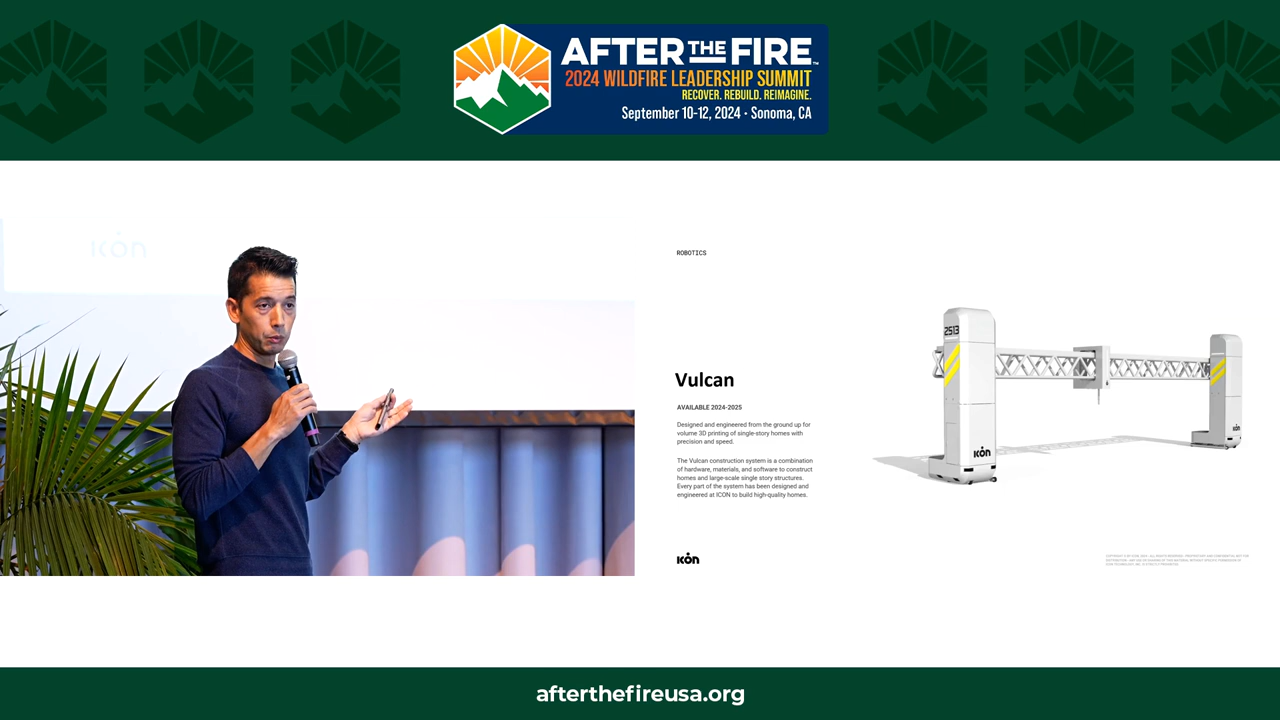 AFTER THE FIRE™
2024 WILDFIRE LEADERSHIP SUMMIT
RECOVER. REBUILD. REIMAGINE.
September 10-12, 2024 • Sonoma, CA
ICON
ROBOTICS
Vulcan
AVAILABLE 2024-2025
Designed and engineered from the ground up for
volume 3D printing of single-story homes with
precision and speed.
The Vulcan construction system is a combination
of hardware, materials, and software to construct
homes and large-scale single story structures.
Every part of the system has been designed and
engineered at ICON to build high-quality homes.
ICON
2513
ICON
ICON
afterthefireusa.org